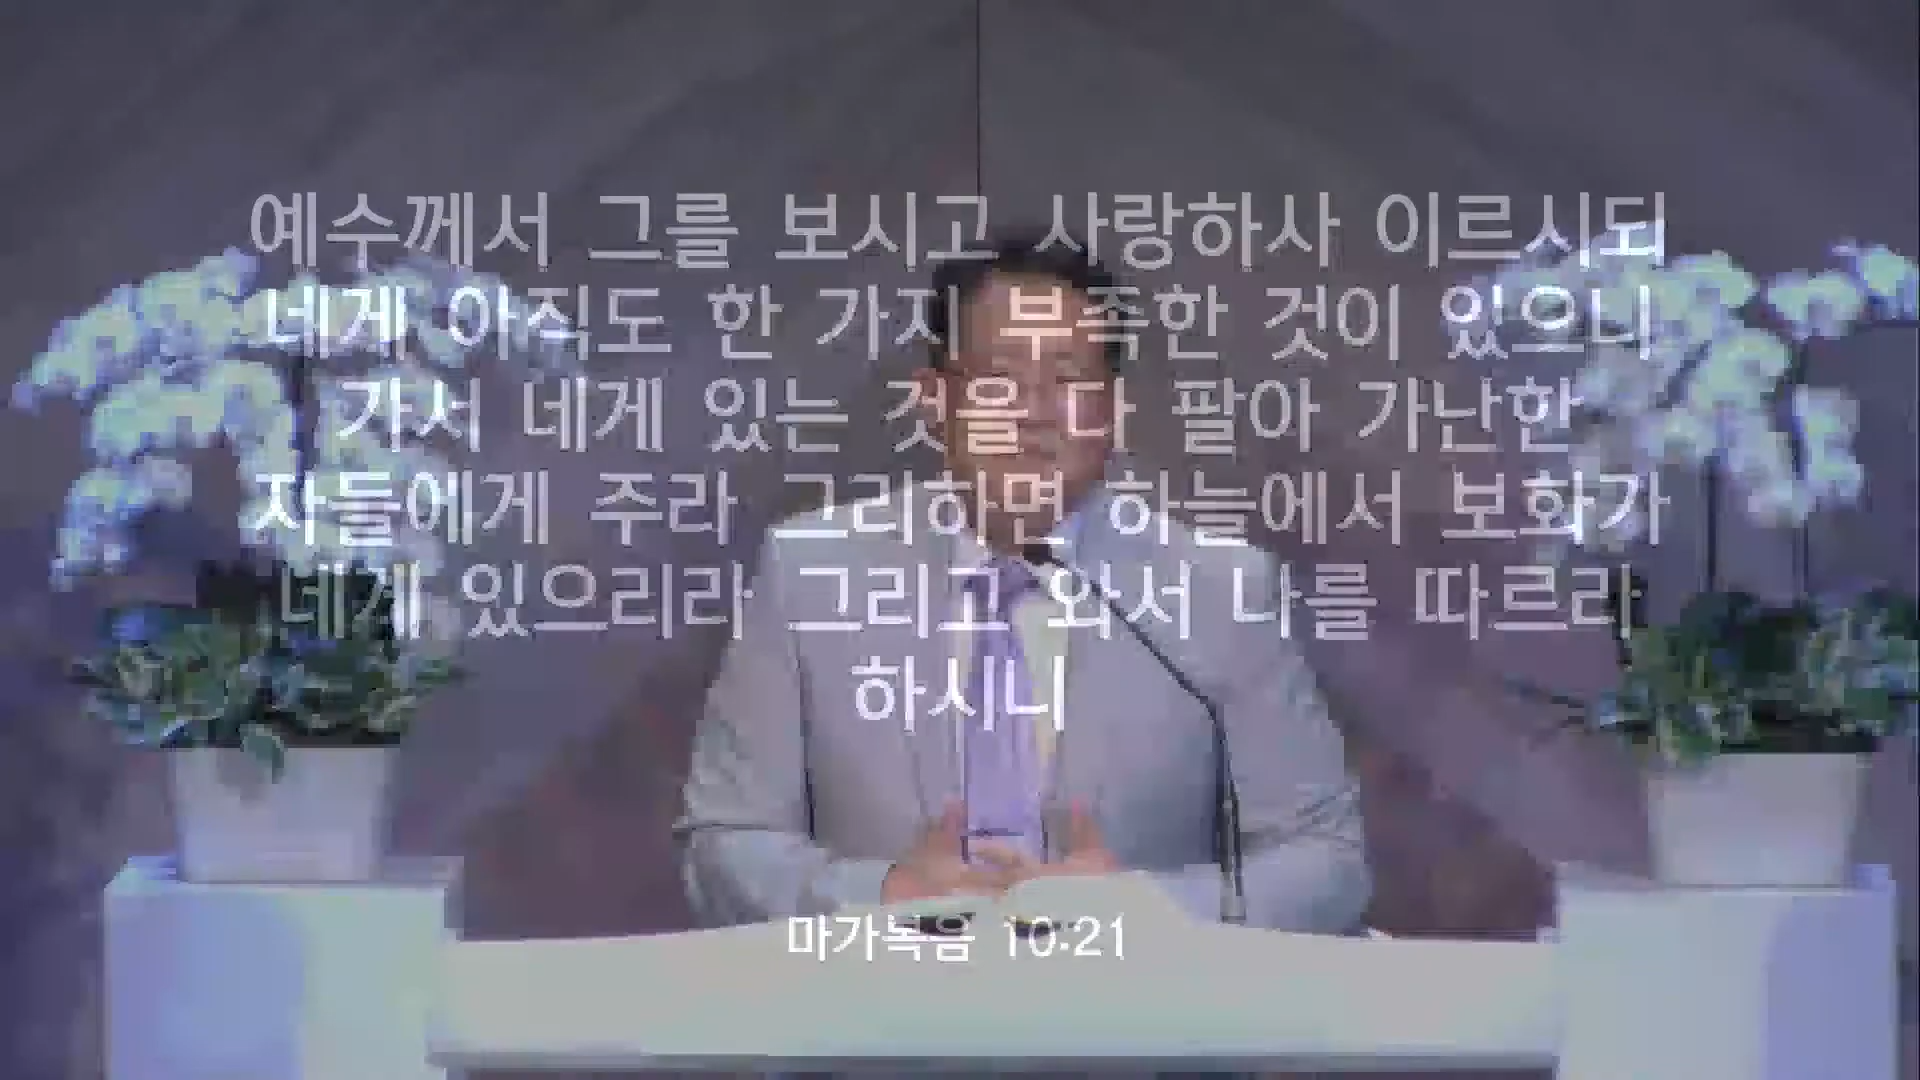 예수께서 그를 보시고 사랑하사 이르시되
네게 아직도 한 가지 부족한 것이 있으니
가서 네게 있는 것을 다 팔아 가난한
자들에게 주라 그리하면 하늘에서 보화가
네게 있으리라 그리고 와서 나를 따르라
하시니
마가복음 10:21